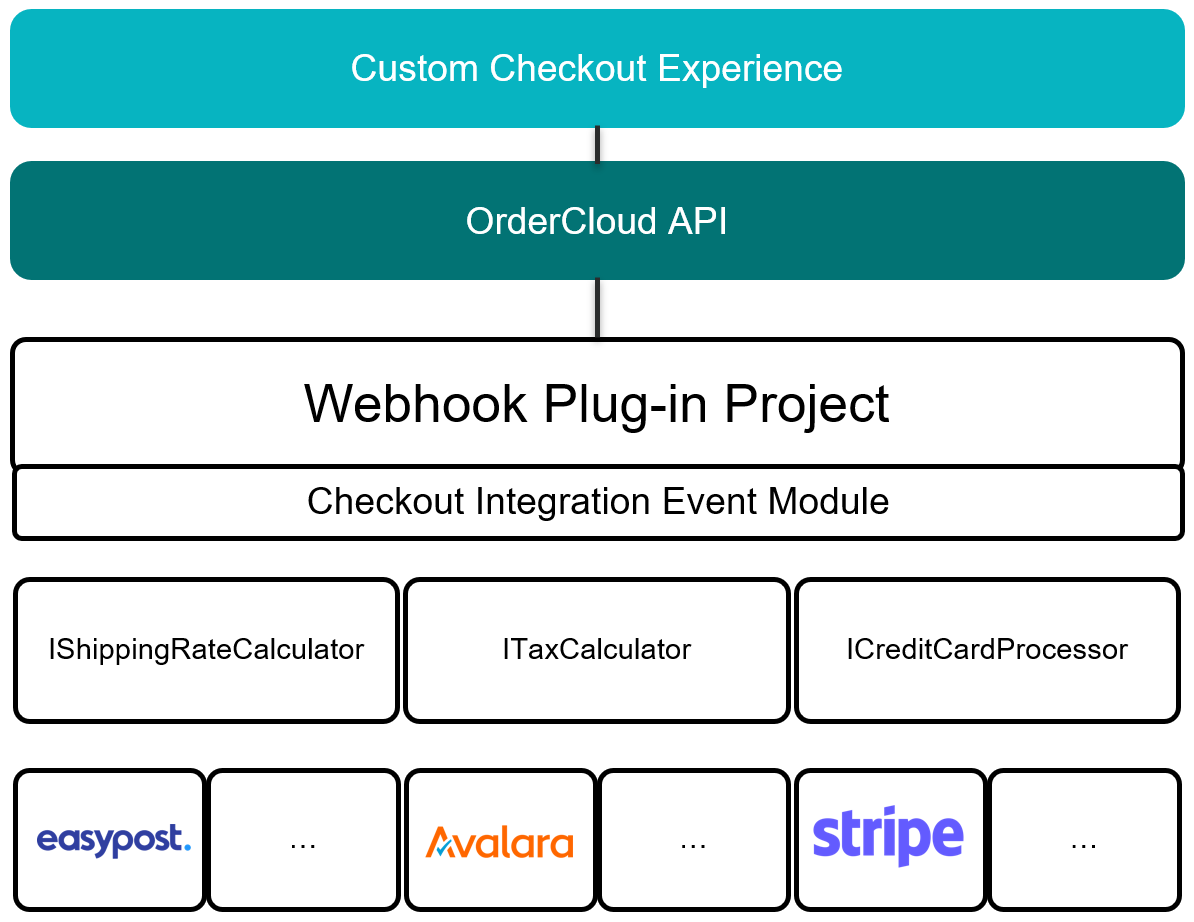 Custom Checkout Experience
OrderCloud API
Webhook Plug-in Project
Checkout Integration Event Module
IShippingRateCalculator
ITaxCalculator
ICreditCardProcessor
easypost.
...
Avalara
...
stripe
...